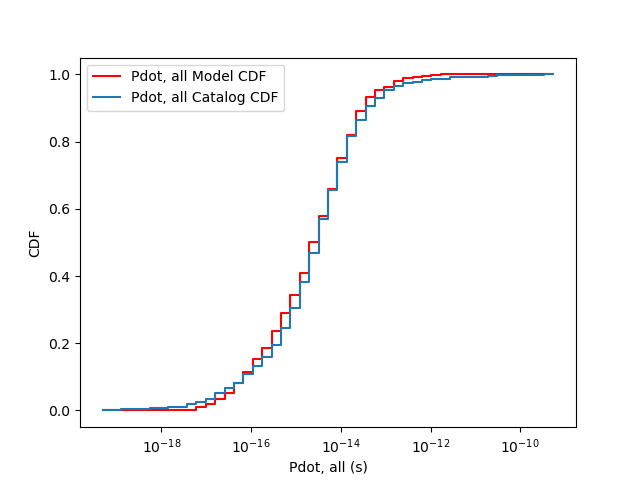 Pdot, all Model CDF
Pdot, all Catalog CDF
1.0
0.8
0.6
0.4
0.2
0.0
CDF
10⁻¹⁸
10⁻¹⁶
10⁻¹⁴
10⁻¹²
10⁻¹⁰
Pdot, all (s)